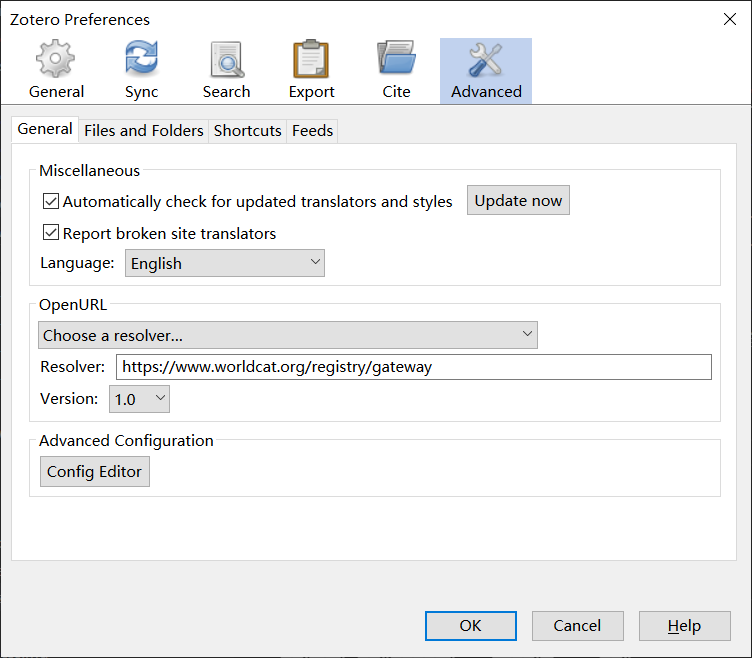 Zotero Preferences
General Sync Search Export Cite Advanced
General Files and Folders Shortcuts Feeds
Miscellaneous
Automatically check for updated translators and styles Update now
Report broken site translators
Language: English
OpenURL
Choose a resolver...
Resolver: https://www.worldcat.org/registry/gateway
Version: 1.0
Advanced Configuration
Config Editor
OK Cancel Help